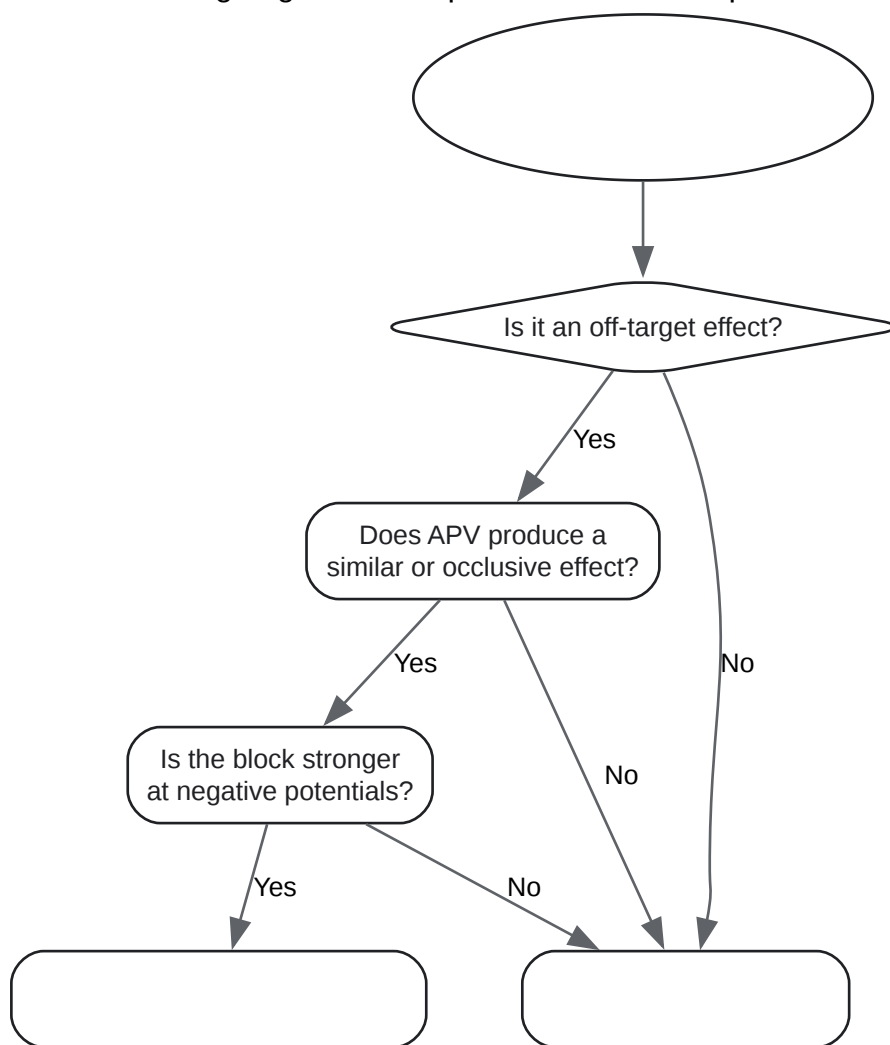 Is it an off-target effect?
Yes
Does APV produce a
similar or occlusive effect?
Yes
No
Is the block stronger
at negative potentials?
No
Yes
No